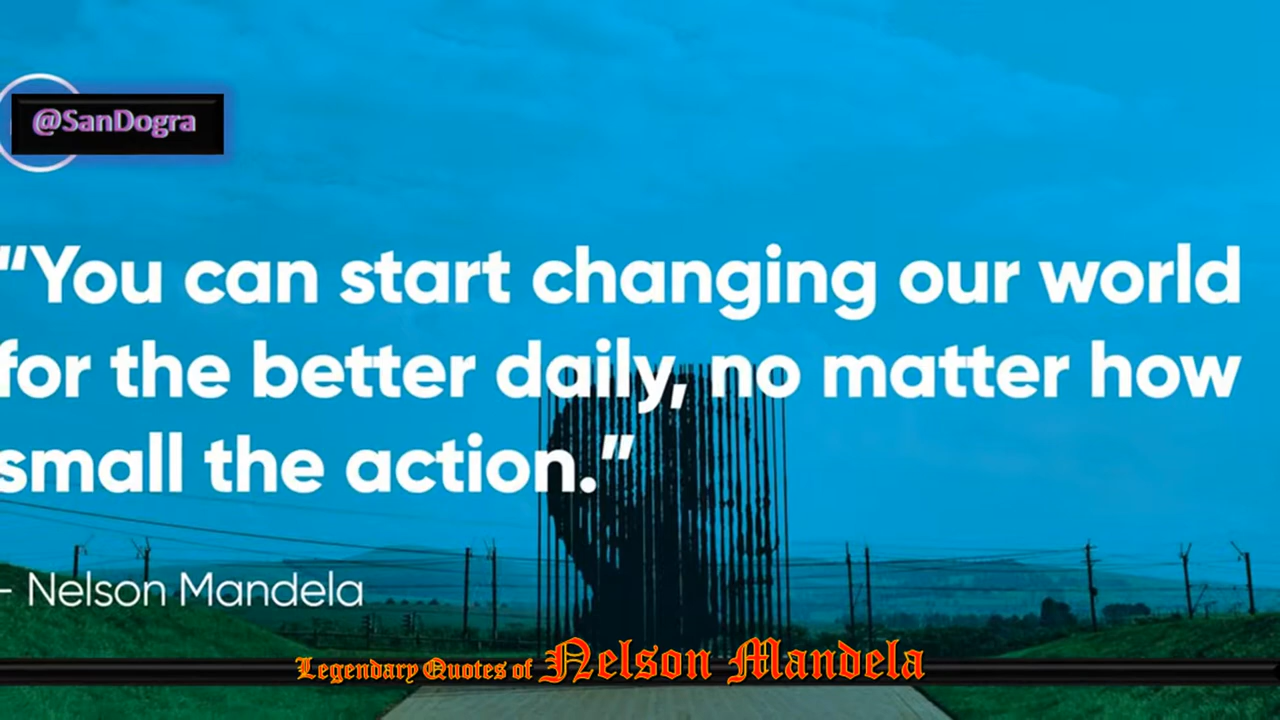 @SanDogra
“You can start changing our world
for the better daily, no matter how
small the action.”
- Nelson Mandela
Legendary Quotes of Nelson Mandela